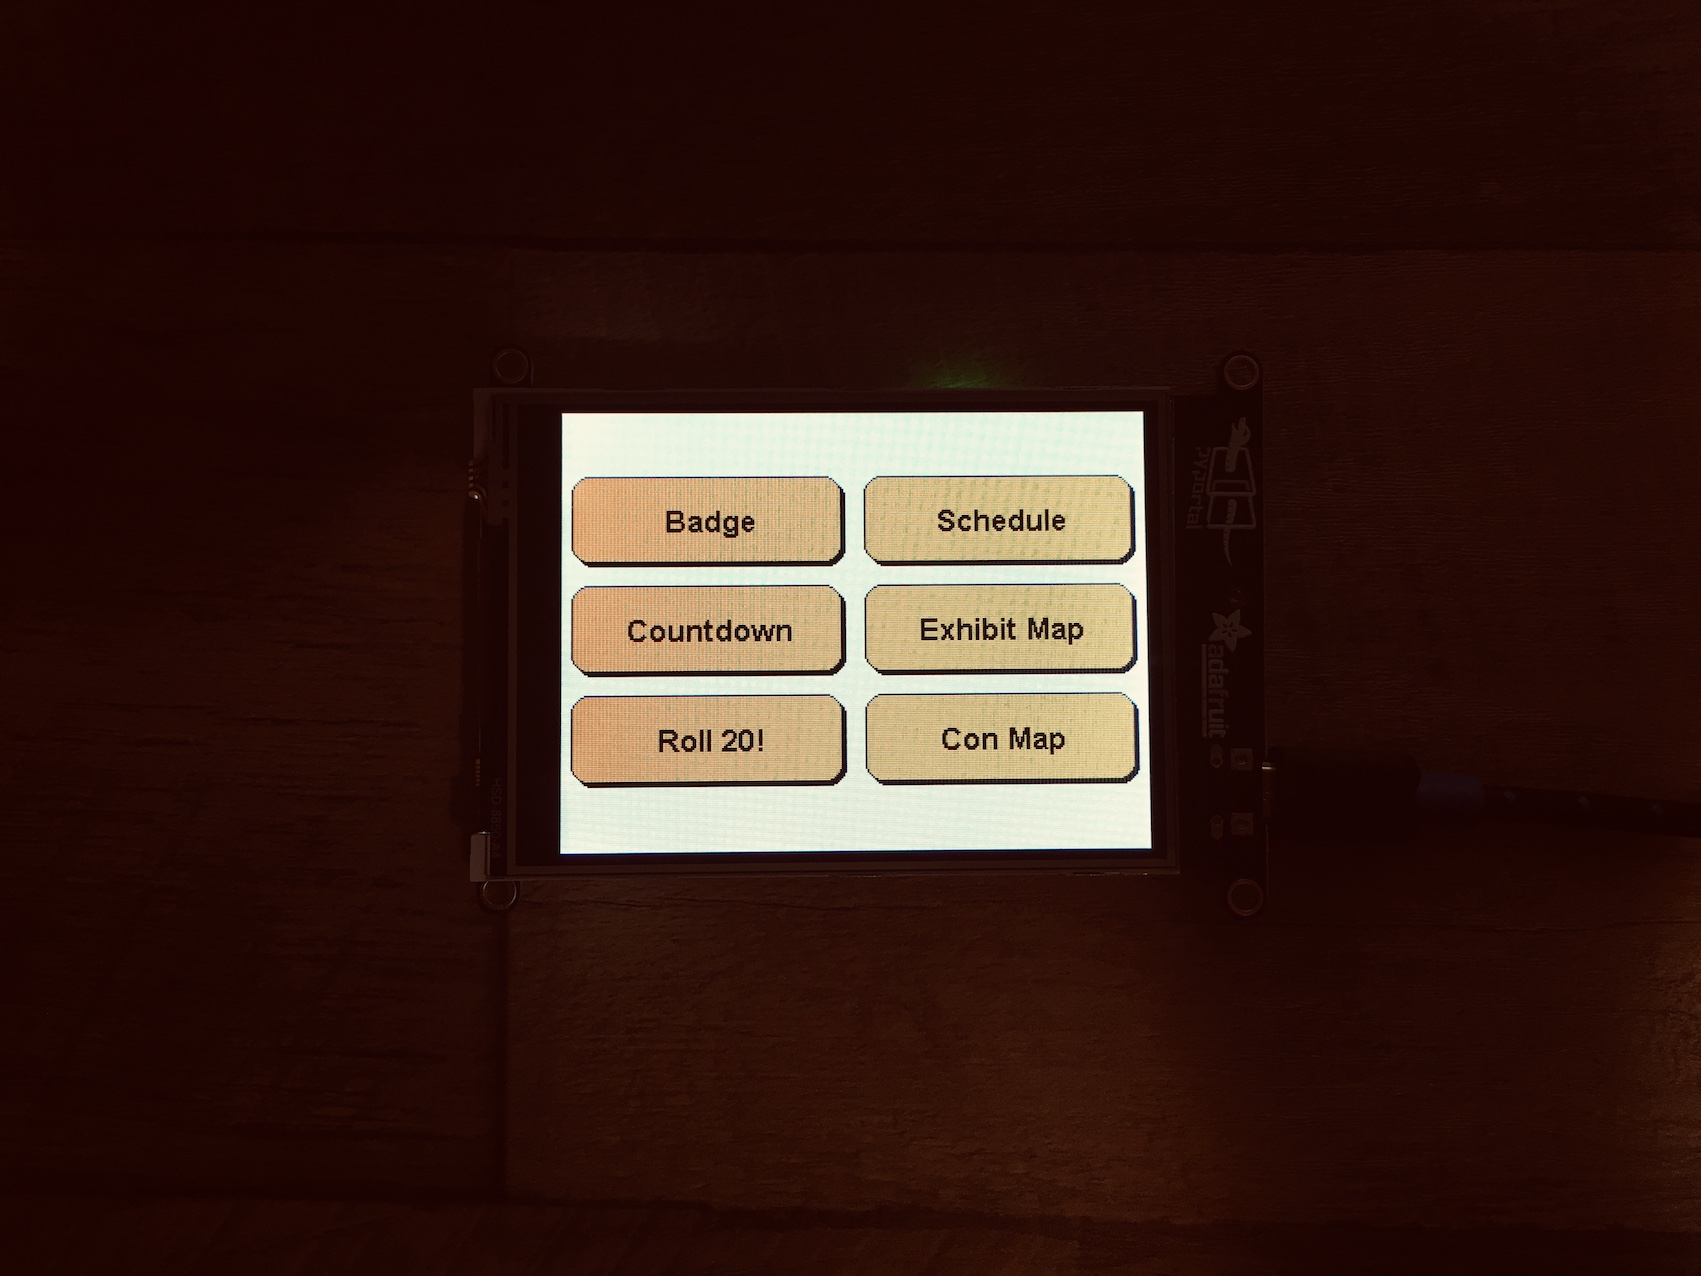 Badge
Schedule
Countdown
Exhibit Map
Roll 20!
Con Map
pyportal
adafruit